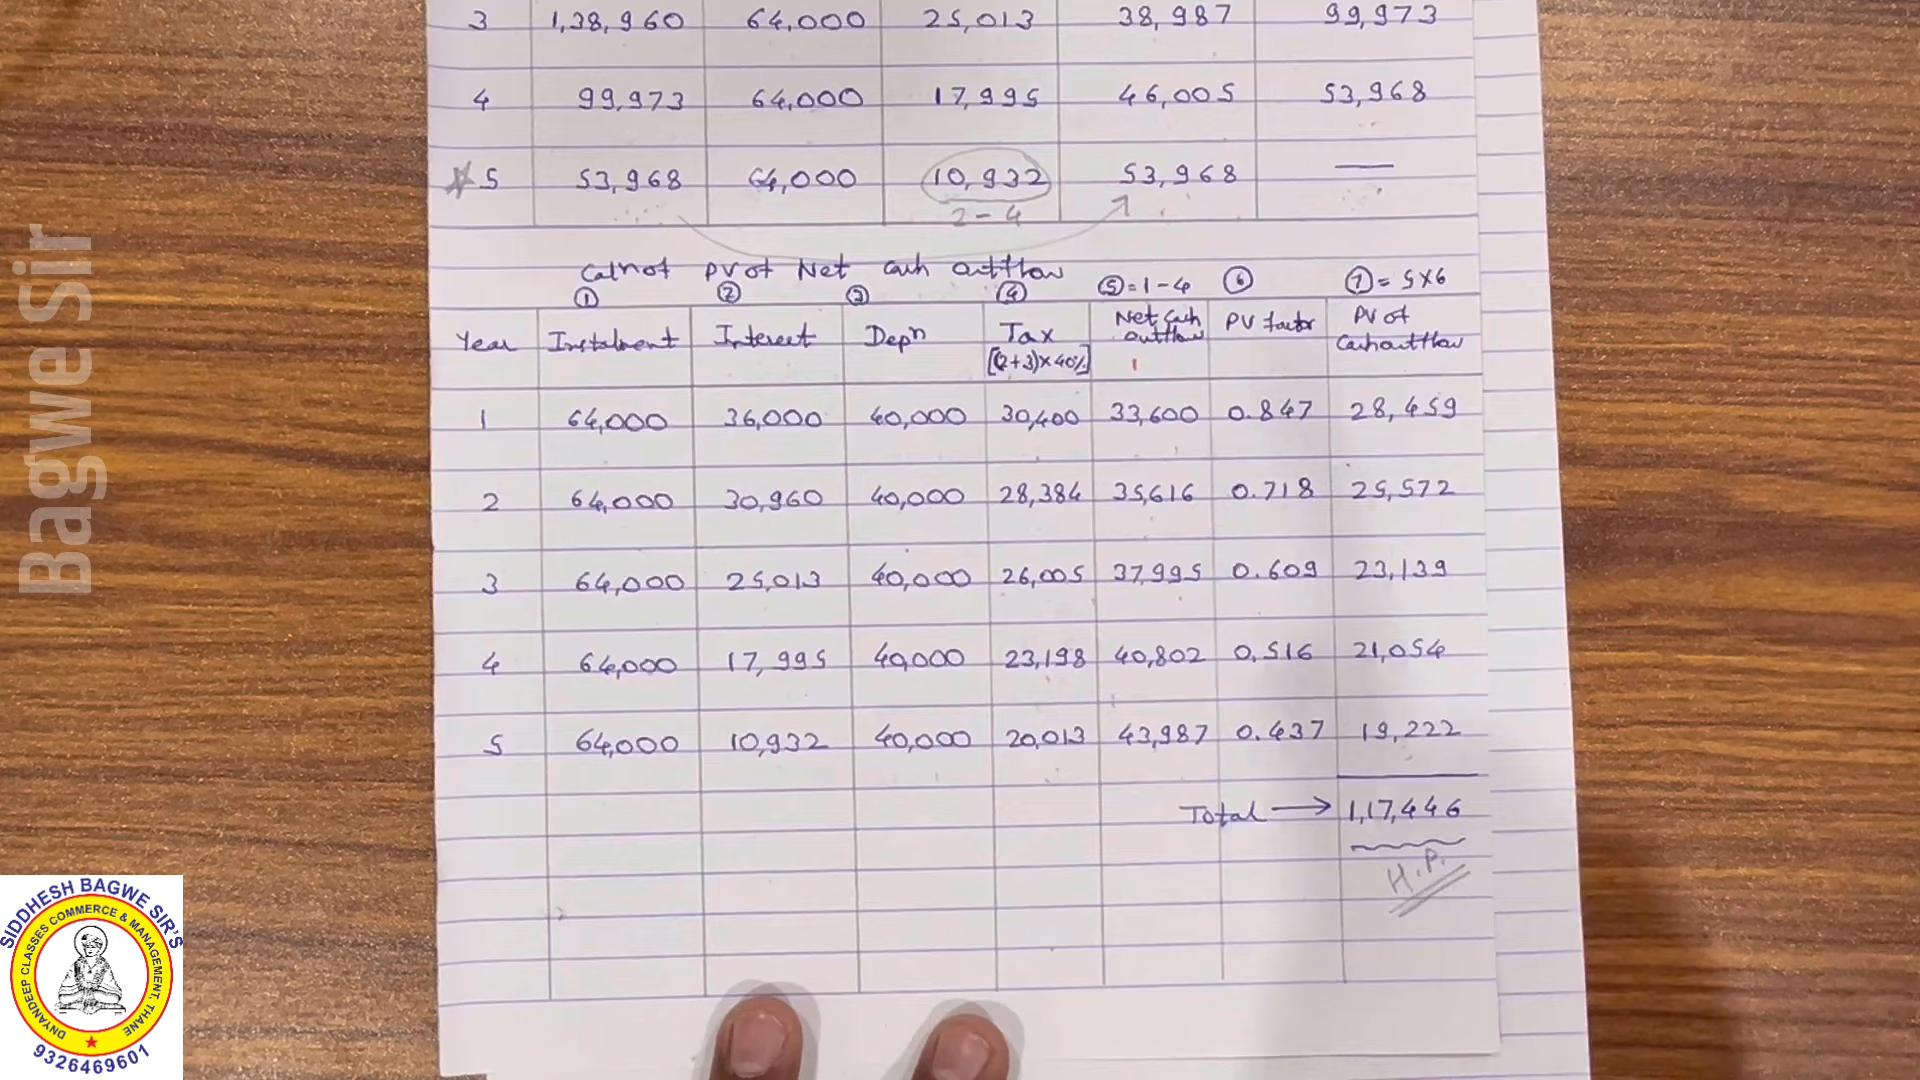 3 1,38,960 64,000 25,013 38,987 99,973
4 99,973 64,000 17,995 46,005 53,968
5 53,968 64,000 10,932 53,968 —
2 - 4
Calnof PV of Net cash outflow
① ② ③ ④ ⑤=1-4 ⑥ ⑦=5×6
Year Instalment Interest Depn Tax [(2+3)×40%] Net Cash outflow PV factor PV of Cash outflow
1 64,000 36,000 40,000 30,400 33,600 0.847 28,459
2 64,000 30,960 40,000 28,384 35,616 0.718 25,572
3 64,000 25,013 40,000 26,005 37,995 0.609 23,139
4 64,000 17,995 40,000 23,198 40,802 0.516 21,054
5 64,000 10,932 40,000 20,013 43,987 0.437 19,222
Total → 1,17,446
H.P.
Bagwe Sir
SIDDHESH BAGWE SIR'S
DNYANDEEP CLASSES COMMERCE & MANAGEMENT, THANE
9326469601